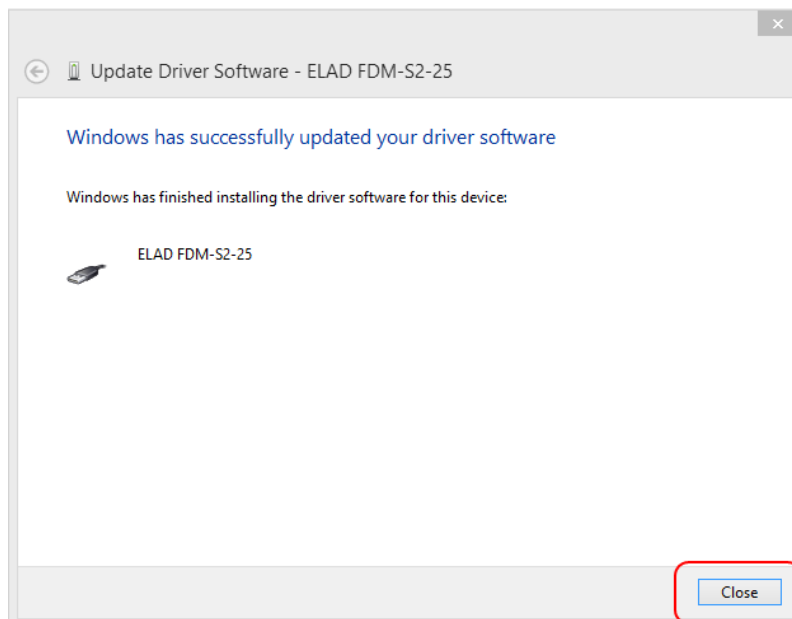 Update Driver Software - ELAD FDM-S2-25
Windows has successfully updated your driver software
Windows has finished installing the driver software for this device:
ELAD FDM-S2-25
Close